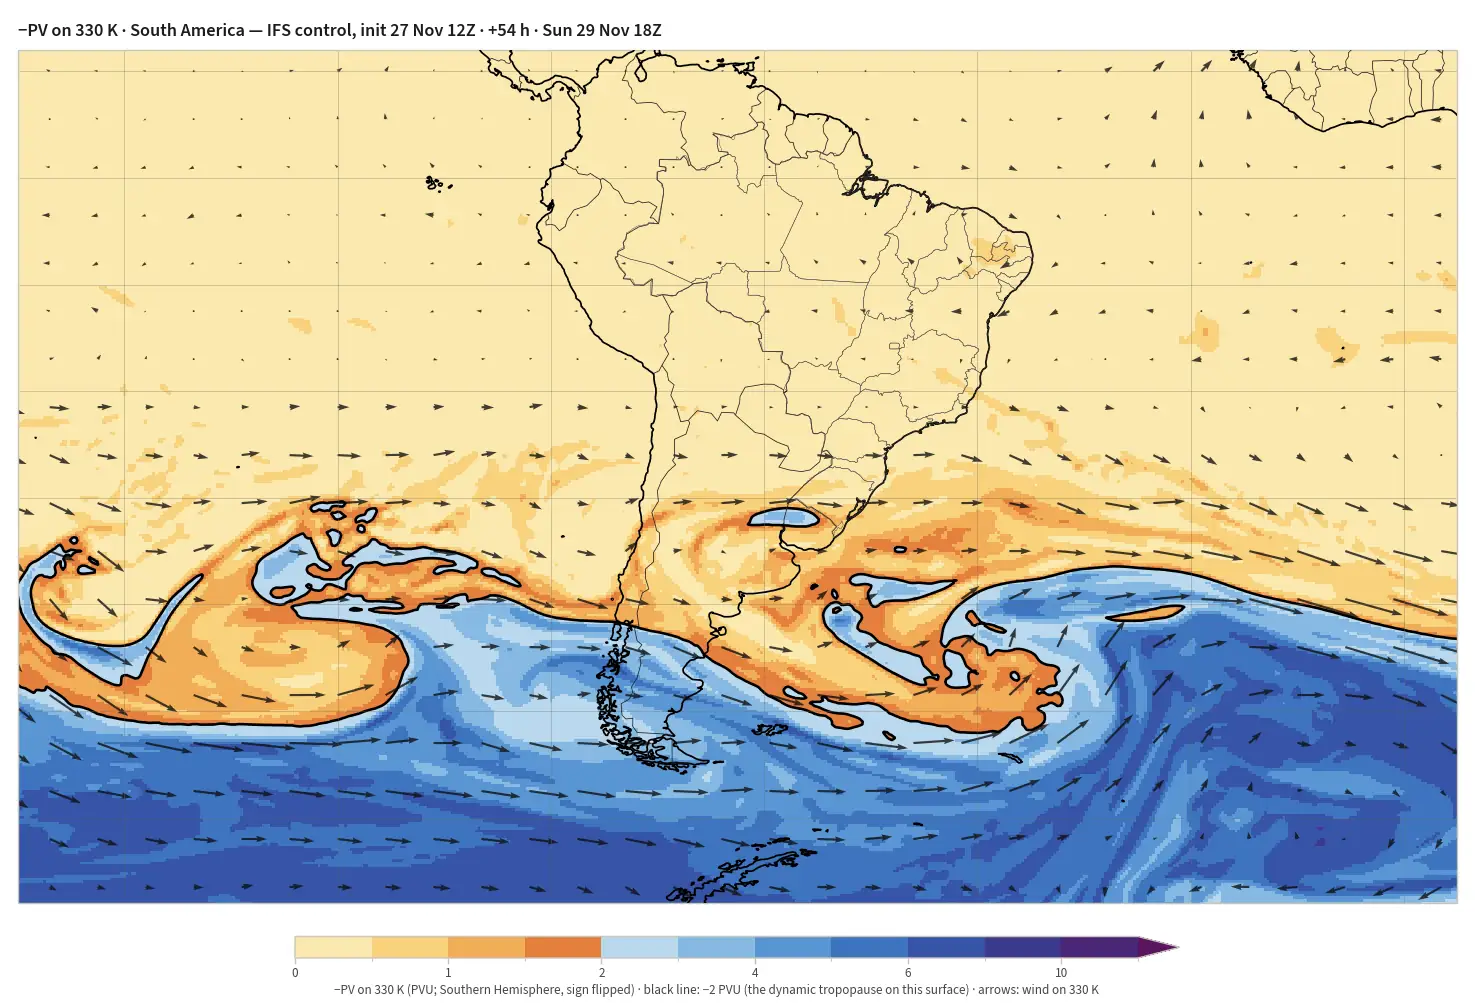 −PV on 330 K · South America — IFS control, init 27 Nov 12Z · +54 h · Sun 29 Nov 18Z
0 1 2 4 6 10
−PV on 330 K (PVU; Southern Hemisphere, sign flipped) · black line: −2 PVU (the dynamic tropopause on this surface) · arrows: wind on 330 K